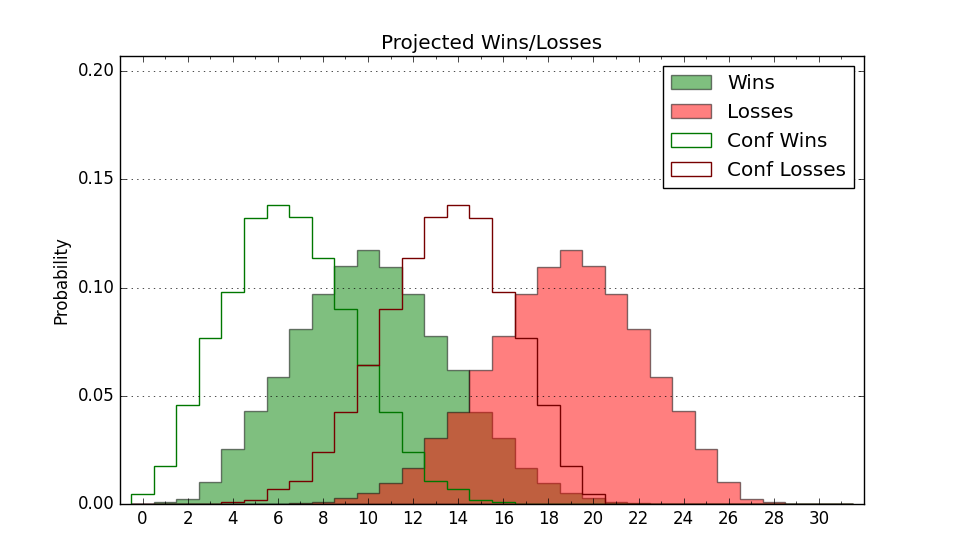 Projected Wins/Losses
Wins
Losses
Conf Wins
Conf Losses
Probability
0.20
0.15
0.10
0.05
0.00
0 2 4 6 8 10 12 14 16 18 20 22 24 26 28 30